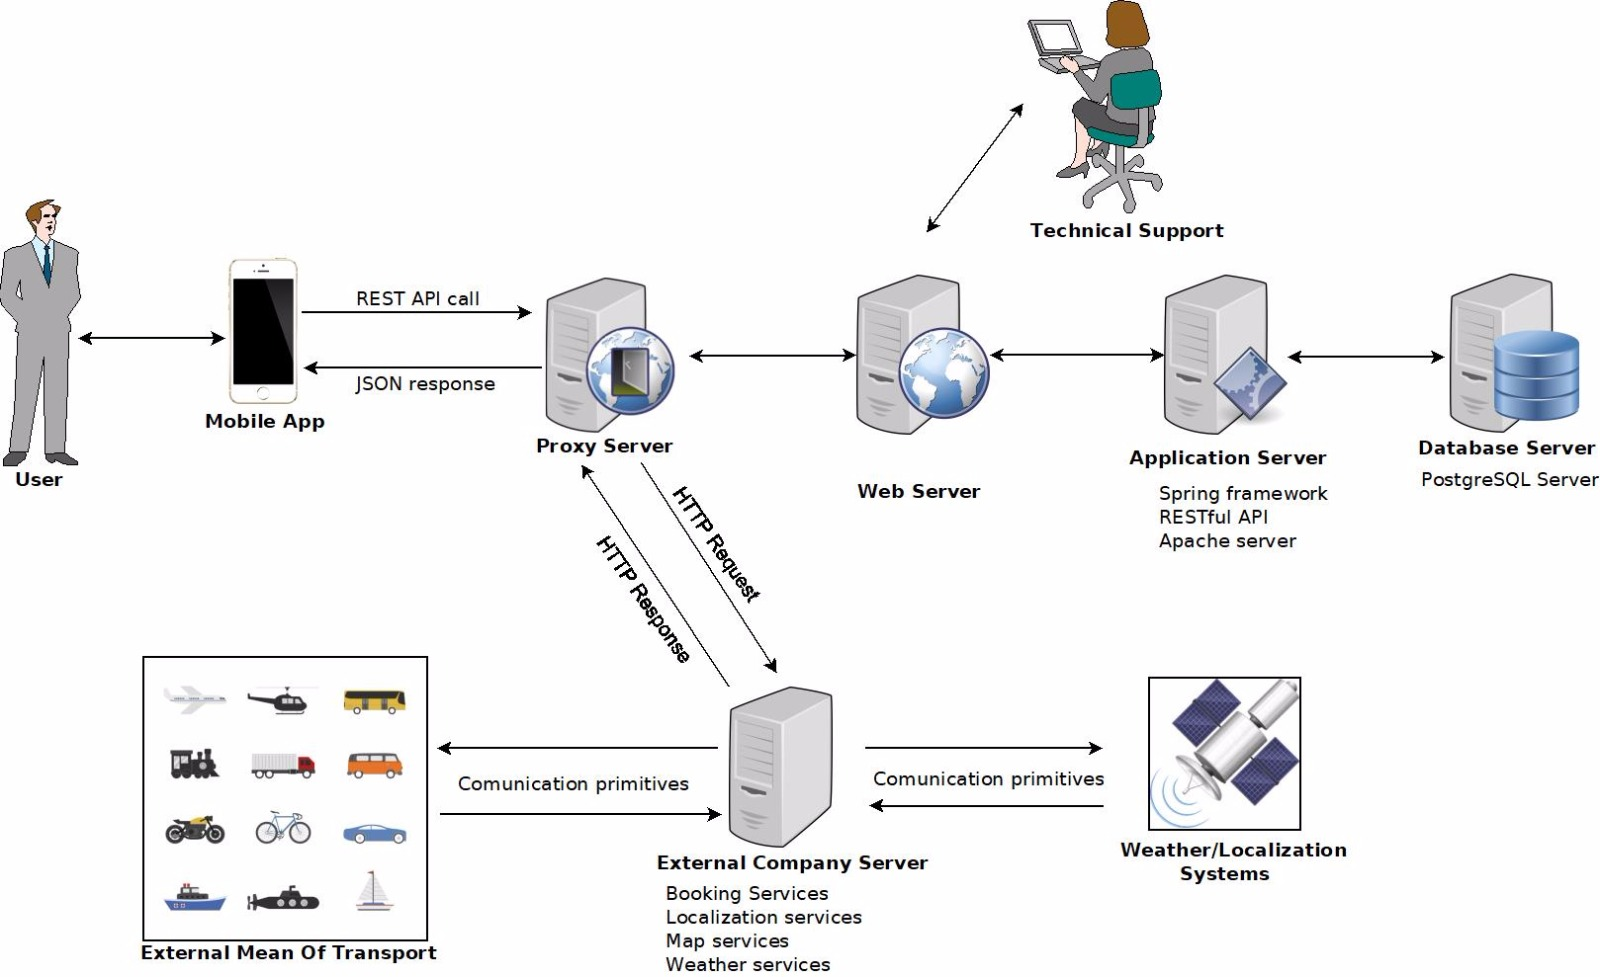 Technical Support
REST API call
JSON response
Mobile App
User
Proxy Server
Web Server
Application Server
Spring framework
RESTful API
Apache server
Database Server
PostgreSQL Server
HTTP Request
HTTP Response
Comunication primitives
Comunication primitives
External Company Server
Booking Services
Localization services
Map services
Weather services
Weather/Localization
Systems
External Mean Of Transport